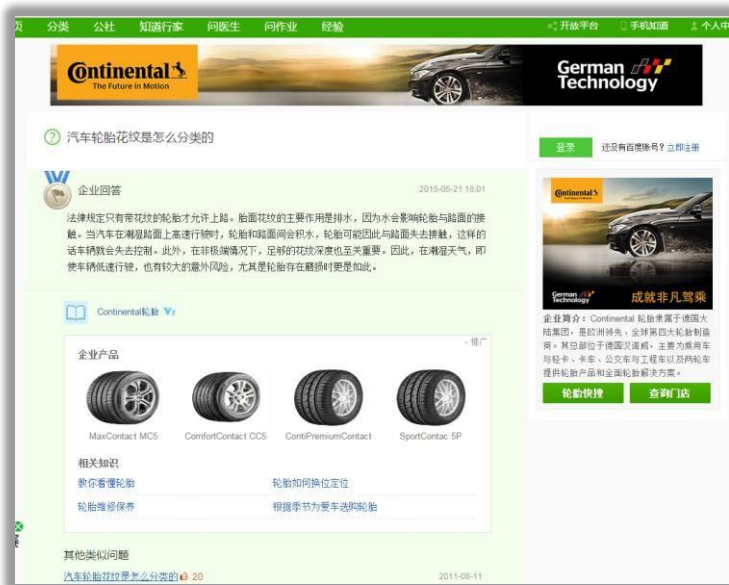 页 分类 公社 知道行家 问医生 问作业 经验 开放平台 手机知道 个人中
Continental
The Future in Motion
German
Technology
汽车轮胎花纹是怎么分类的
登录 还没有百度账号？立即注册
企业回答 2015-05-21 18:01
法律规定只有带花纹的轮胎才允许上路。胎面花纹的主要作用是排水，因为水会影响轮胎与路面的接
触。当汽车在潮湿路面上高速行驶时，轮胎和路面间会积水，轮胎可能因此与路面失去接触，这样的
话车辆就会失去控制。此外，在非极端情况下，足够的花纹深度也至关重要。因此，在潮湿天气，即
使车辆低速行驶，也有较大的意外风险，尤其是轮胎存在磨损时更是如此。
Continental轮胎 V2
- 推广
企业产品
MaxContact MC5 ComfortContact CC5 ContiPremiumContact SportContac 5P
相关知识
教你看懂轮胎 轮胎如何换位定位
轮胎维修保养 根据季节为爱车选购轮胎
其他类似问题
汽车轮胎花纹是怎么分类的 20 2011-08-11
Continental
German
Technology
成就非凡驾乘
企业简介：Continental 轮胎隶属于德国大
陆集团，是欧洲领先、全球第四大轮胎制造
商。其总部位于德国汉诺威，主要为乘用车
与轻卡、卡车、公交车与工程车以及两轮车
提供轮胎产品和全面轮胎解决方案。
轮胎快搜 查询门店